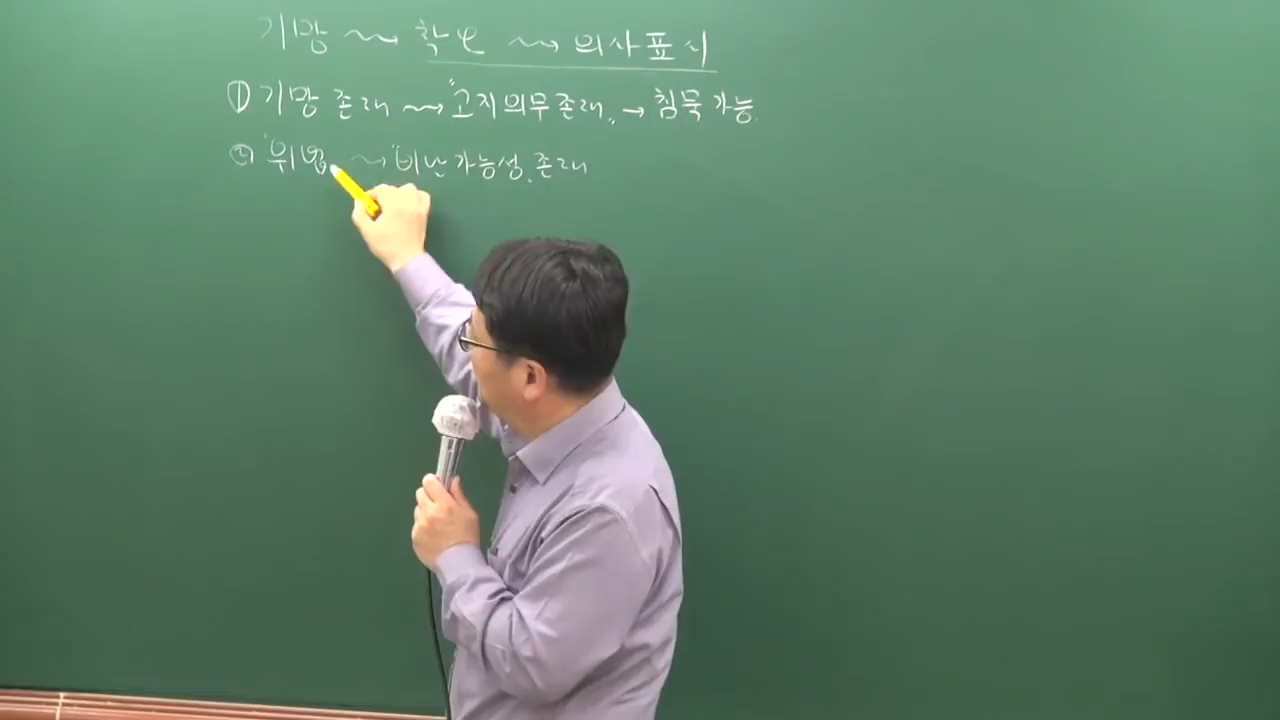 기망 ~> 착오 ~> 의사표시
① 기망 존재 ~> "고지의무존재" → 침묵 가능.
② "위법 ~> "비난가능성" 존재.